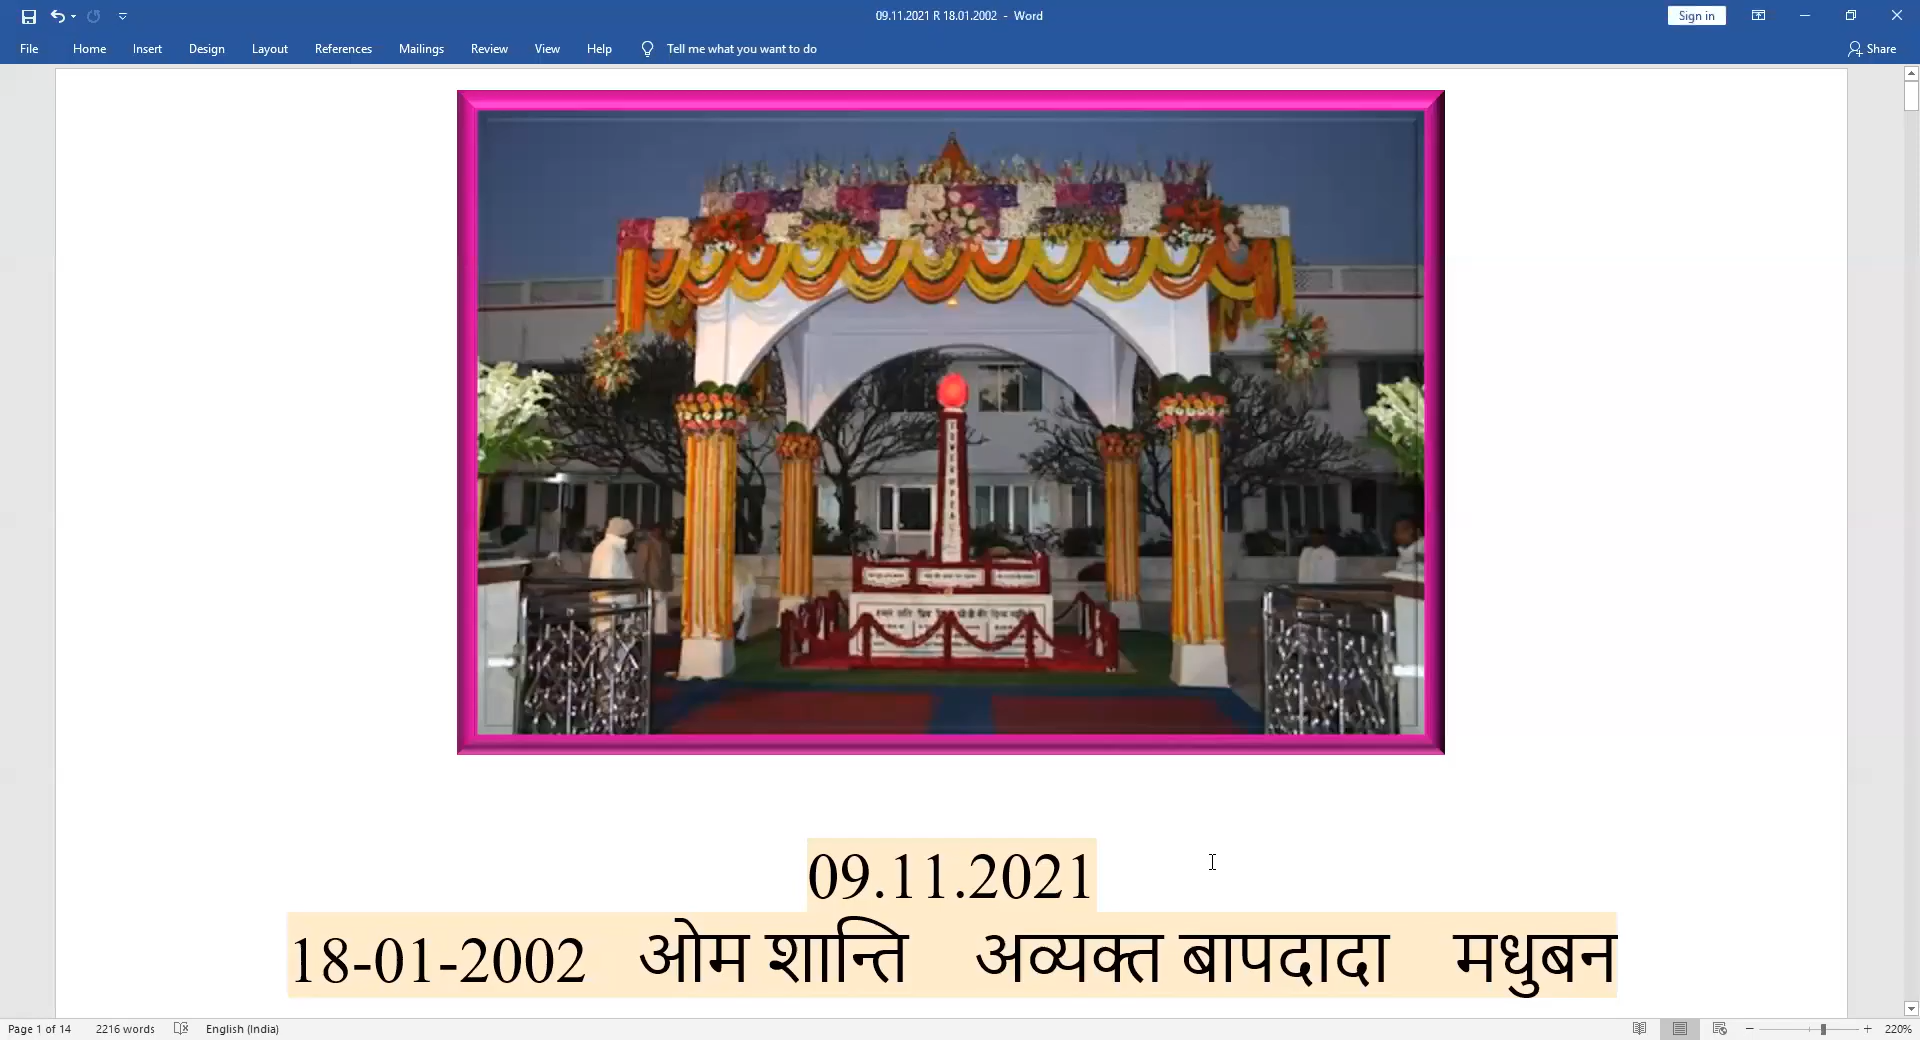 09.11.2021 R 18.01.2002 - Word
Sign in
File Home Insert Design Layout References Mailings Review View Help Tell me what you want to do Share
09.11.2021
18-01-2002 ओम शान्ति अव्यक्त बापदादा मधुबन
Page 1 of 14 2216 words English (India) 220%